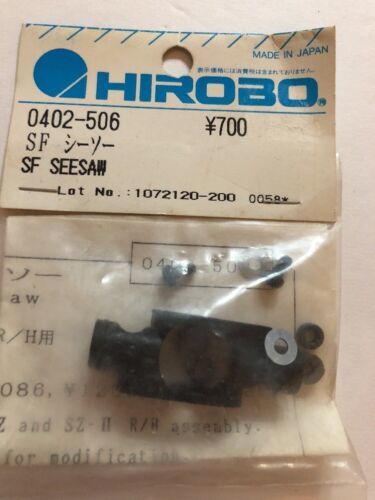 MADE IN JAPAN
表示価格には消費税は含まれておりません。
HIROBO®
0402-506 ¥700
SF シーソー
SF SEESAW
Lot No.:1072120-200 0058*
ソー
aw
R/H用
086,
and SZ-II R/H assembly.
for modification